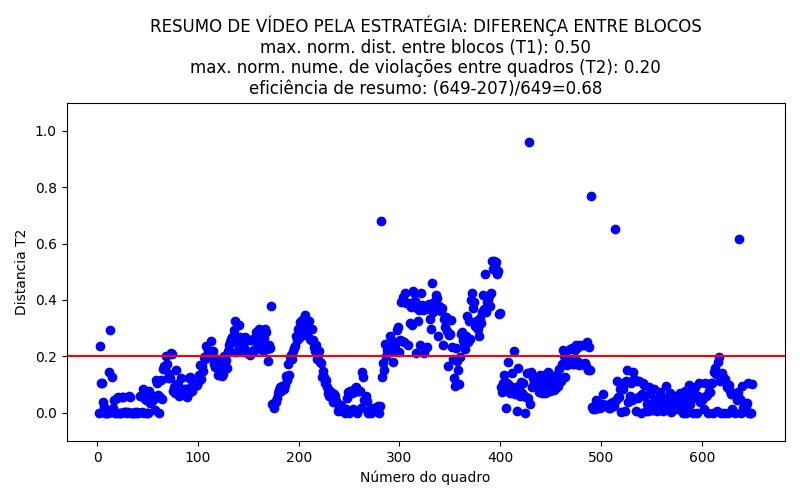 RESUMO DE VÍDEO PELA ESTRATÉGIA: DIFERENÇA ENTRE BLOCOS
max. norm. dist. entre blocos (T1): 0.50
max. norm. nume. de violações entre quadros (T2): 0.20
eficiência de resumo: (649-207)/649=0.68
1.0
0.8
0.6
0.4
0.2
0.0
Distancia T2
0 100 200 300 400 500 600
Número do quadro